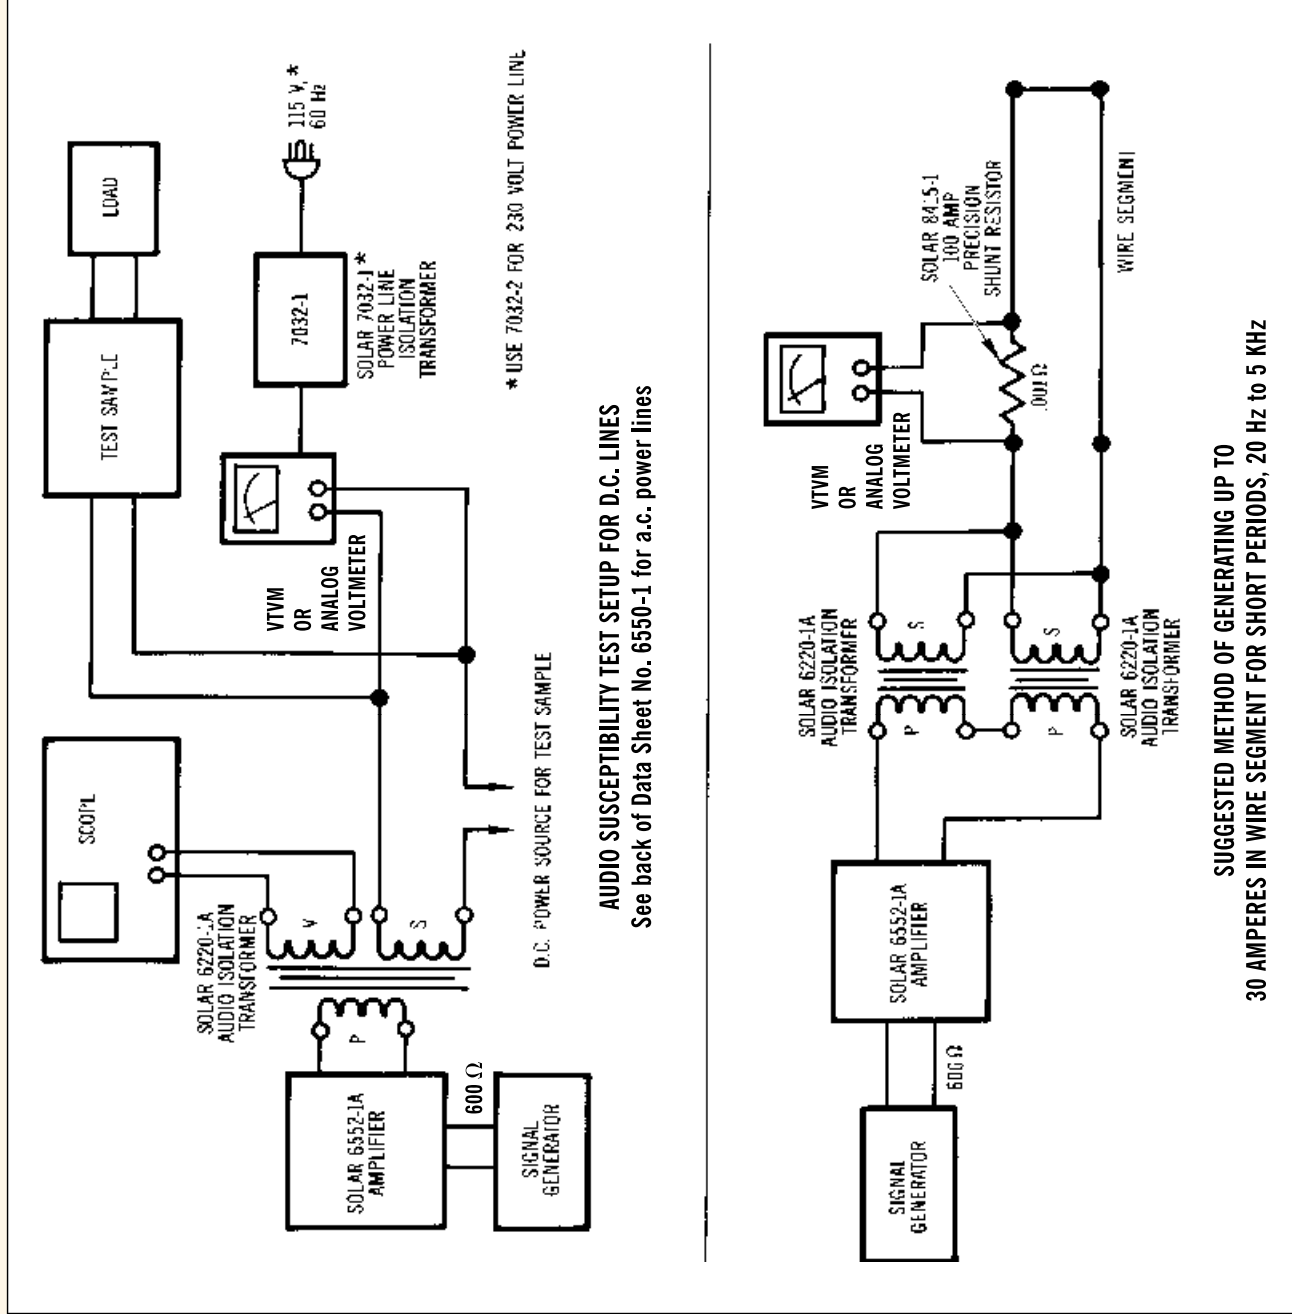 LOAD
TEST SAMPLE
115 V,*
60 Hz
7032-1
SOLAR 7032-1*
POWER LINE
ISOLATION
TRANSFORMER
* USE 7032-2 FOR 230 VOLT POWER LINE
VTVM
OR
ANALOG
VOLTMETER
SCOPE
SOLAR 6220-1A
AUDIO ISOLATION
TRANSFORMER
V
S
P
D.C. POWER SOURCE FOR TEST SAMPLE
SOLAR 6552-1A
AMPLIFIER
600 Ω
SIGNAL
GENERATOR
AUDIO SUSCEPTIBILITY TEST SETUP FOR D.C. LINES
See back of Data Sheet No. 6550-1 for a.c. power lines
SIGNAL
GENERATOR
600 Ω
SOLAR 6552-1A
AMPLIFIER
SOLAR 6220-1A
AUDIO ISOLATION
TRANSFORMER
P
S
P
S
SOLAR 6220-1A
AUDIO ISOLATION
TRANSFORMER
VTVM
OR
ANALOG
VOLTMETER
.001 Ω
SOLAR 8415-1
100 AMP
PRECISION
SHUNT RESISTOR
WIRE SEGMENT
SUGGESTED METHOD OF GENERATING UP TO
30 AMPERES IN WIRE SEGMENT FOR SHORT PERIODS, 20 Hz to 5 KHz